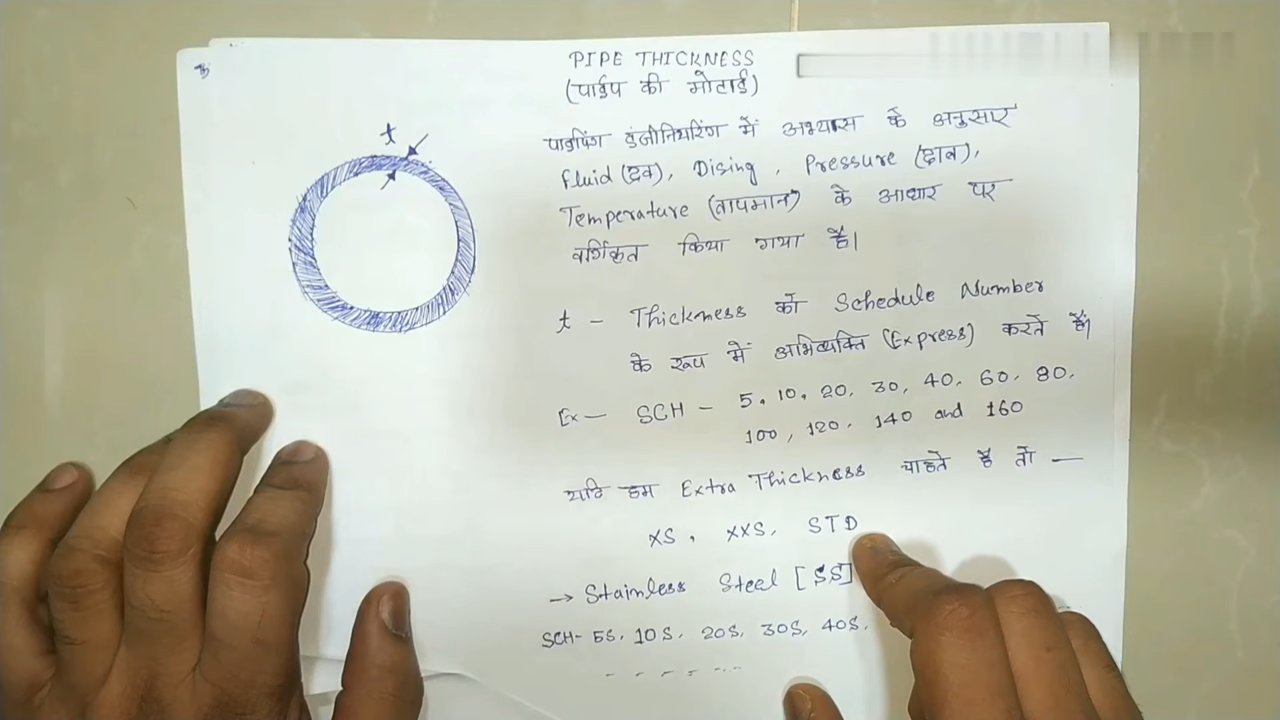 PIPE THICKNESS
(पाईप की मोटाई)
t
पाइपिंग इंजीनियरिंग में अभ्यास के अनुसार
Fluid (द्रव), Dising, Pressure (दाब),
Temperature (तापमान) के आधार पर
वर्गिकृत किया गया है।
t - Thickness को Schedule Number
के रूप में अभिव्यक्ति (Express) करते हैं।
Ex - SCH - 5, 10, 20, 30, 40, 60, 80,
100, 120, 140 and 160
यदि हम Extra Thickness चाहते है तो —
XS, XXS, STD
→ Stainless Steel [SS]
SCH- 5S, 10S, 20S, 30S, 40S,